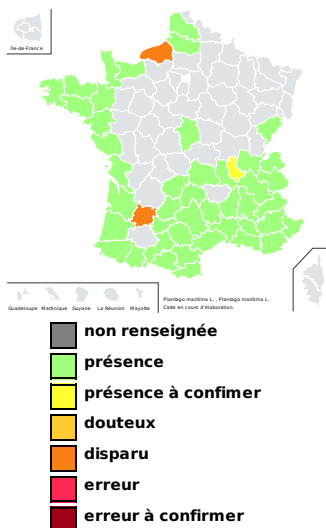 Île-de-France
Guadeloupe Martinique Guyane La Réunion Mayotte
Plantago maritima L. , Plantago maritima L.
Carte en cours d'élaboration.
non renseignée
présence
présence à confimer
douteux
disparu
erreur
erreur à confirmer